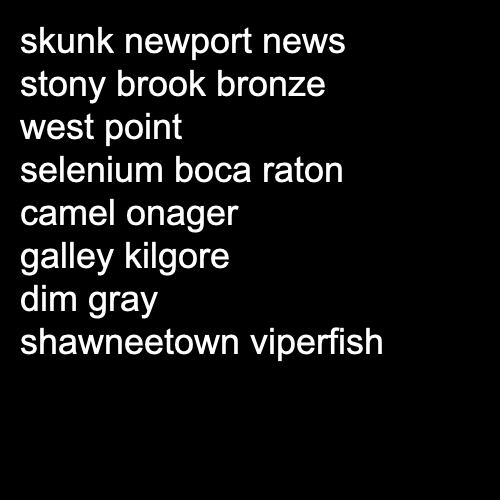 skunk newport news
stony brook bronze
west point
selenium boca raton
camel onager
galley kilgore
dim gray
shawneetown viperfish